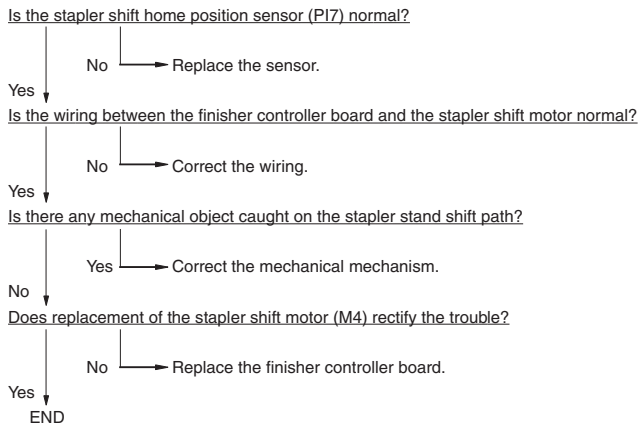 Is the stapler shift home position sensor (PI7) normal?
No
Replace the sensor.
Yes
Is the wiring between the finisher controller board and the stapler shift motor normal?
No
Correct the wiring.
Yes
Is there any mechanical object caught on the stapler stand shift path?
Yes
Correct the mechanical mechanism.
No
Does replacement of the stapler shift motor (M4) rectify the trouble?
No
Replace the finisher controller board.
Yes
END